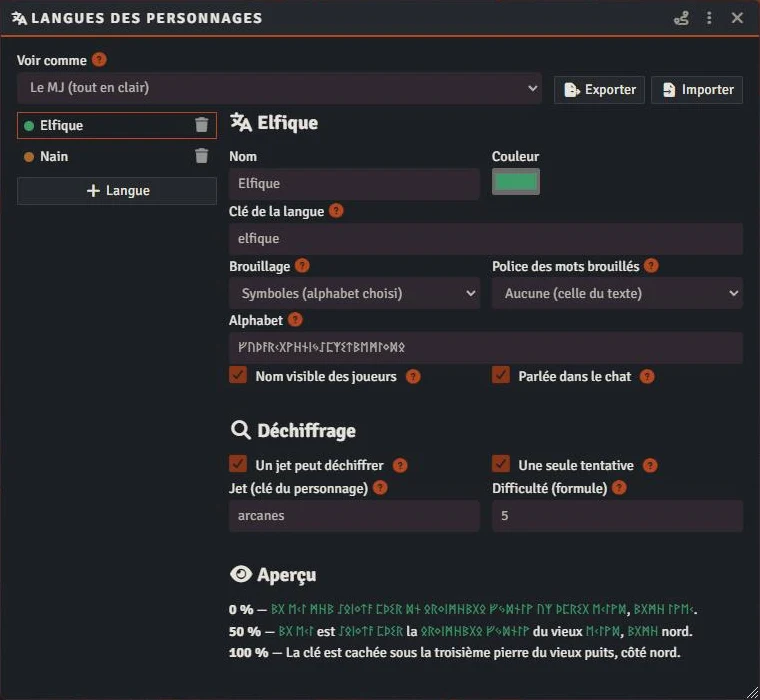 LANGUES DES PERSONNAGES
Voir comme ?
Le MJ (tout en clair)
Exporter
Importer
Elfique
Nain
+ Langue
Elfique
Nom
Couleur
Elfique
Clé de la langue ?
elfique
Brouillage ?
Police des mots brouillés ?
Symboles (alphabet choisi)
Aucune (celle du texte)
Alphabet ?
Nom visible des joueurs ?
Parlée dans le chat ?
Déchiffrage
Un jet peut déchiffrer ?
Une seule tentative ?
Jet (clé du personnage) ?
Difficulté (formule) ?
arcanes
5
Aperçu
0 % —
50 % — est la du vieux nord.
100 % — La clé est cachée sous la troisième pierre du vieux puits, côté nord.